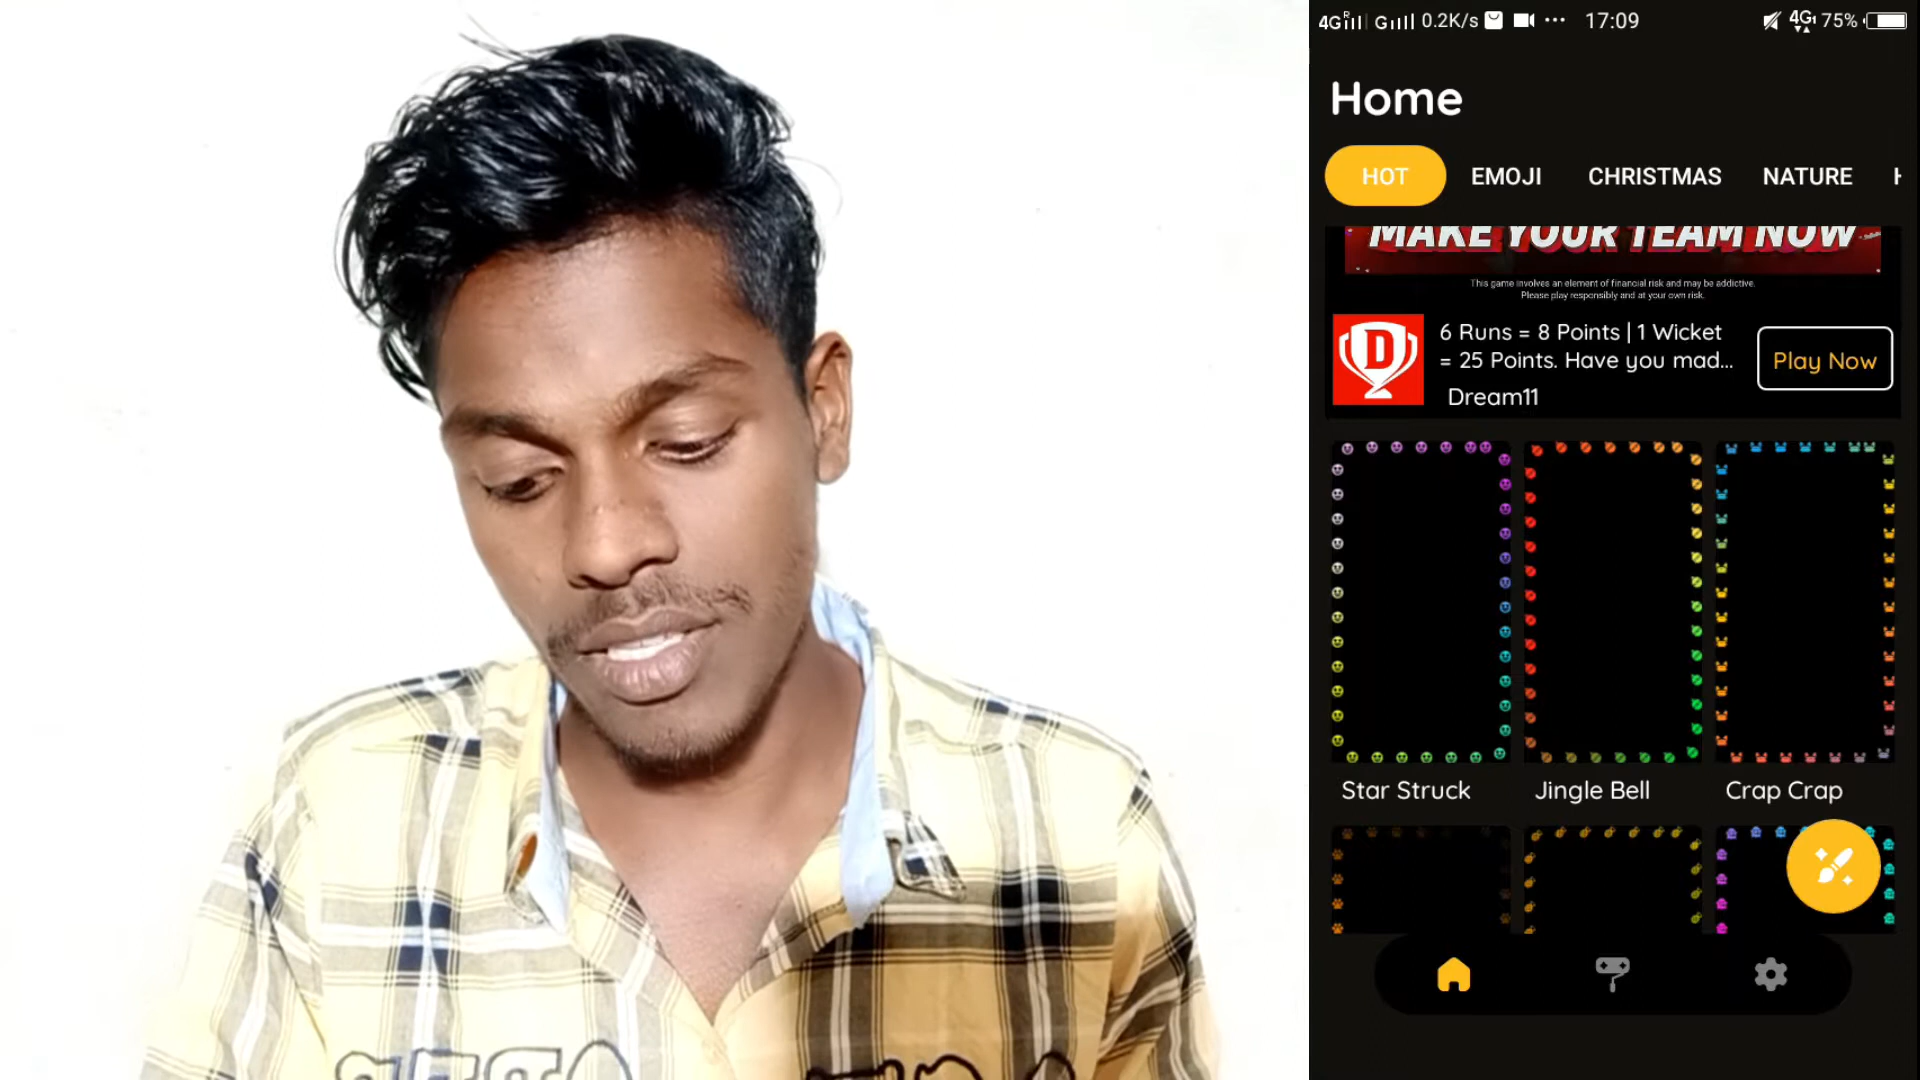 4G R G 0.2K/s ... 17:09 4G 75%
Home
HOT EMOJI CHRISTMAS NATURE
MAKE YOUR TEAM NOW
This game involves an element of financial risk and may be addictive.
Please play responsibly and at your own risk.
D
6 Runs = 8 Points | 1 Wicket
= 25 Points. Have you mad...
Dream11
Play Now
Star Struck Jingle Bell Crap Crap